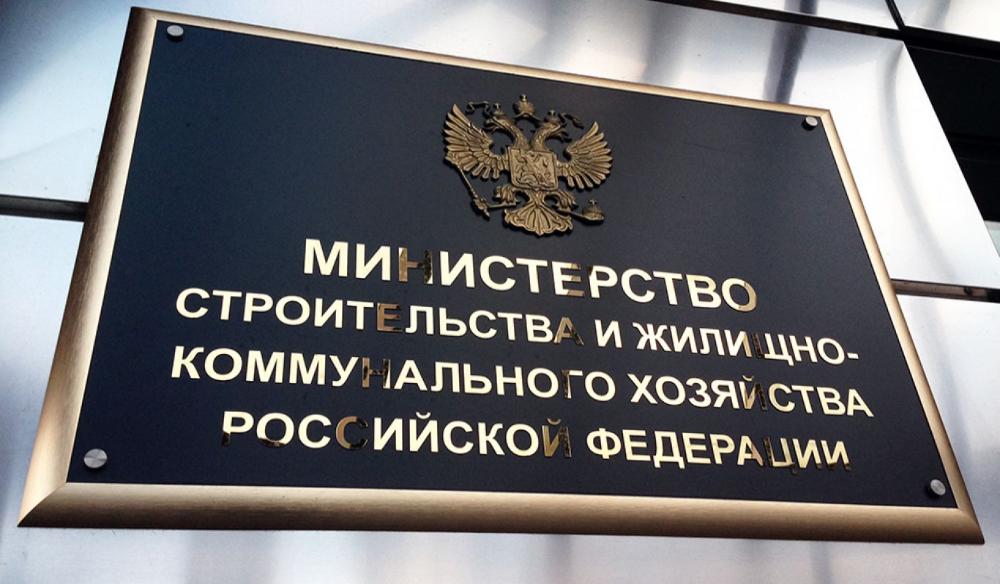 МИНИСТЕРСТВО
СТРОИТЕЛЬСТВА И ЖИЛИЩНО-
КОММУНАЛЬНОГО ХОЗЯЙСТВА
РОССИЙСКОЙ ФЕДЕРАЦИИ